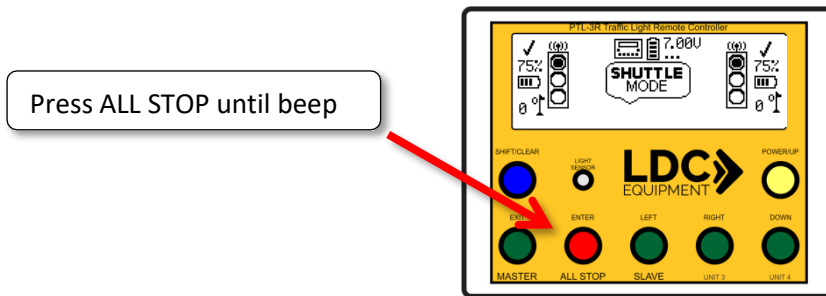 PTL-3R Traffic Light Remote Controller
7.00V
75%
75%
SHUTTLE
MODE
0°
0°
Press ALL STOP until beep
SHIFT/CLEAR
LIGHT
SENSOR
LDC
EQUIPMENT
POWER/UP
EXIT
ENTER
LEFT
RIGHT
DOWN
MASTER
ALL STOP
SLAVE
UNIT 3
UNIT 4